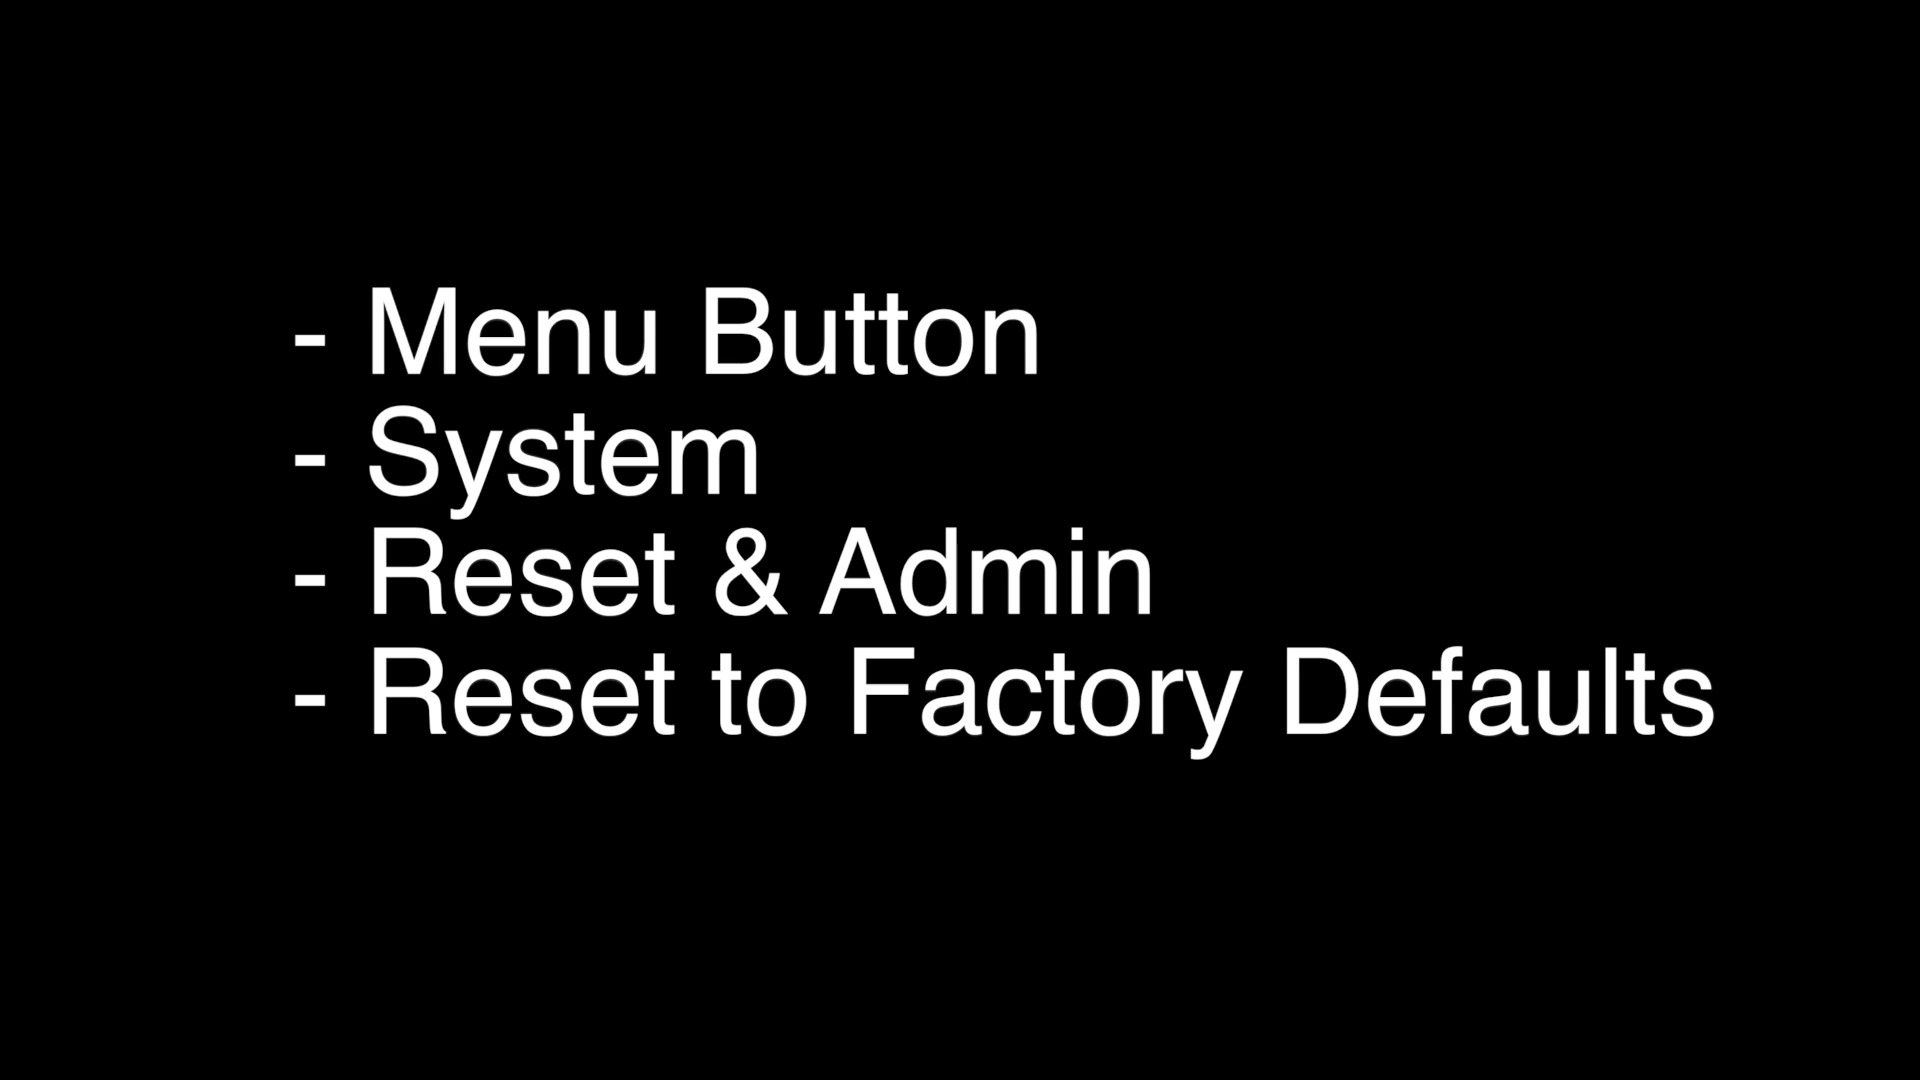 - Menu Button
- System
- Reset & Admin
- Reset to Factory Defaults